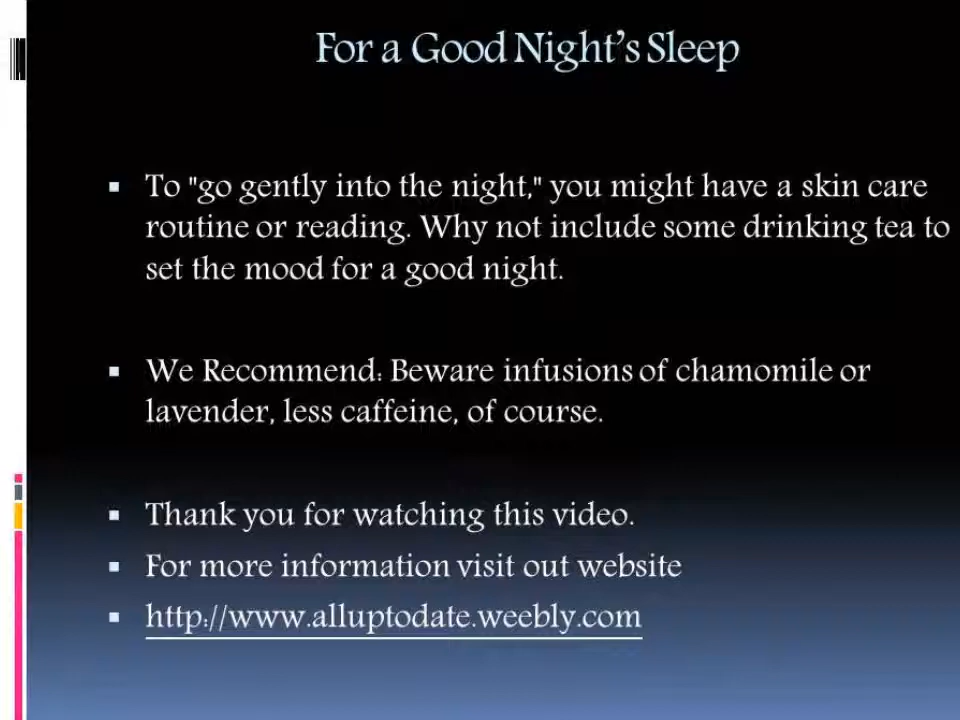 For a Good Night’s Sleep
To "go gently into the night," you might have a skin care
routine or reading. Why not include some drinking tea to
set the mood for a good night.
We Recommend: Beware infusions of chamomile or
lavender, less caffeine, of course.
Thank you for watching this video.
For more information visit out website
http://www.alluptodate.weebly.com